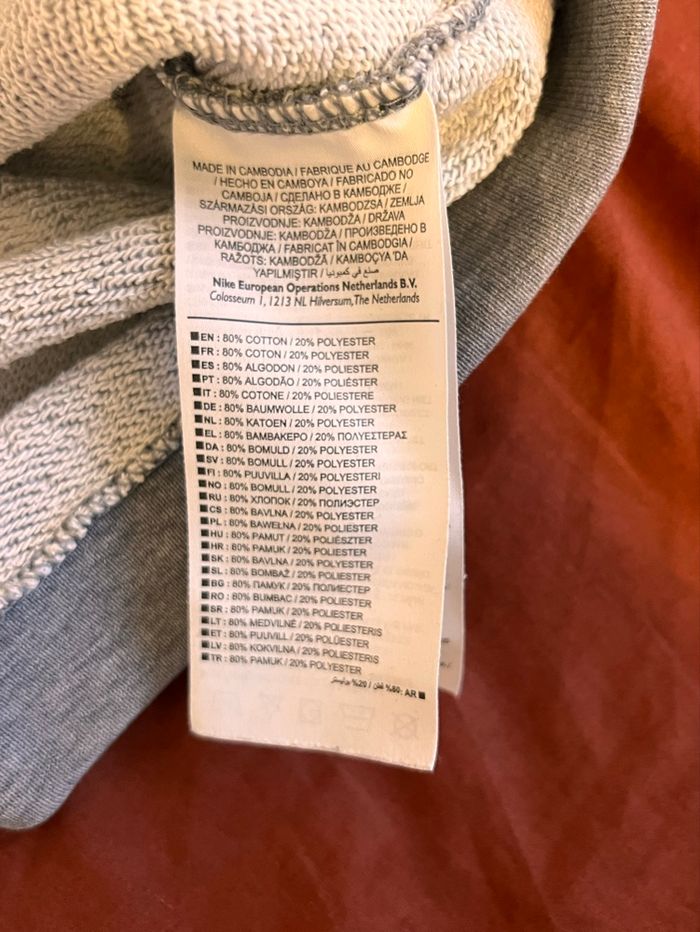 MADE IN CAMBODIA / FABRIQUE AU CAMBODGE
/ HECHO EN CAMBOYA / FABRICADO NO
CAMBOJA / СДЕЛАНО В КАМБОДЖЕ /
SZÁRMAZÁSI ORSZÁG: KAMBODZSA / ZEMLJA
PROIZVODNJE: KAMBODŽA / DRŽAVA
PROIZVODNJE: KAMBODŽA / ПРОИЗВЕДЕНО В
КАМБОДЖА / FABRICAT ÎN CAMBODGIA /
RAŽOTS: KAMBODŽĀ / KAMBOÇYA 'DA
YAPILMIŞTIR / صنع في كمبوديا
Nike European Operations Netherlands B.V.
Colosseum 1, 1213 NL Hilversum, The Netherlands
EN : 80% COTTON / 20% POLYESTER
FR : 80% COTON / 20% POLYESTER
ES : 80% ALGODON / 20% POLIESTER
PT : 80% ALGODÃO / 20% POLIÉSTER
IT : 80% COTONE / 20% POLIESTERE
DE : 80% BAUMWOLLE / 20% POLYESTER
NL : 80% KATOEN / 20% POLYESTER
EL : 80% ΒΑΜΒΑΚΕΡΟ / 20% ΠΟΛΥΕΣΤΕΡΑΣ
DA : 80% BOMULD / 20% POLYESTER
SV : 80% BOMULL / 20% POLYESTER
FI : 80% PUUVILLA / 20% POLYESTERI
NO : 80% BOMULL / 20% POLYESTER
RU : 80% ХЛОПОК / 20% ПОЛИЭСТЕР
CS : 80% BAVLNA / 20% POLYESTER
PL : 80% BAWEŁNA / 20% POLIESTER
HU : 80% PAMUT / 20% POLIÉSZTER
HR : 80% PAMUK / 20% POLIESTER
SK : 80% BAVLNA / 20% POLYESTER
SL : 80% BOMBAŽ / 20% POLIESTER
BG : 80% ПАМУК / 20% ПОЛИЕСТЕР
RO : 80% BUMBAC / 20% POLIESTER
SR : 80% PAMUK / 20% POLIESTER
LT : 80% MEDVILNĖ / 20% POLIESTERIS
ET : 80% PUUVILL / 20% POLÜESTER
LV : 80% KOKVILNA / 20% POLIESTERIS
TR : 80% PAMUK / 20% POLYESTER
AR :80% قطن / 20% بوليستر